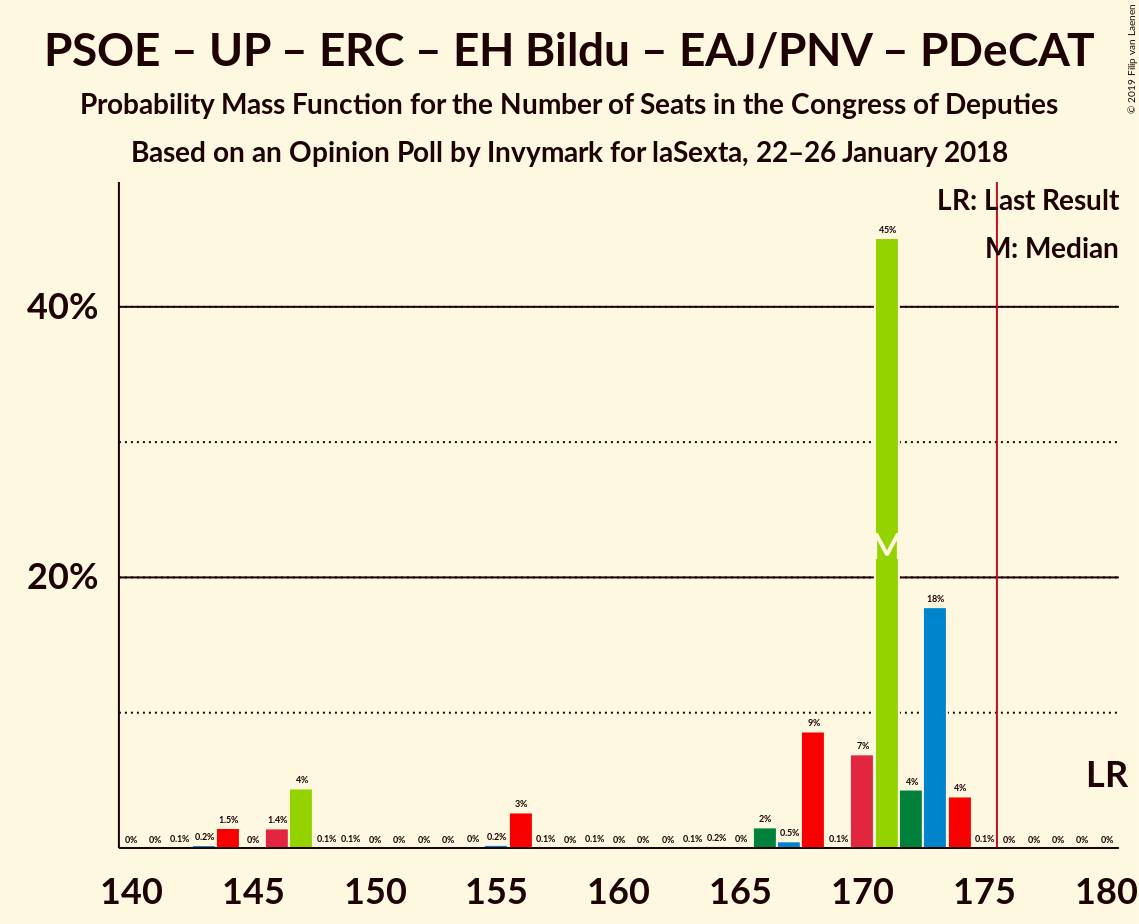 PSOE – UP – ERC – EH Bildu – EAJ/PNV – PDeCAT
Probability Mass Function for the Number of Seats in the Congress of Deputies
Based on an Opinion Poll by Invymark for laSexta, 22–26 January 2018
© 2019 Filip van Laenen
LR: Last Result
M: Median
40%
20%
0% 0% 0.1% 0.2% 1.5% 0% 1.4% 4% 0.1% 0.1% 0% 0% 0% 0% 0% 0.2% 3% 0.1% 0% 0.1% 0% 0% 0% 0.1% 0.2% 0% 2% 0.5% 9% 0.1% 7% 45% 4% 18% 4% 0.1% 0% 0% 0% 0% 0%
M
LR
140 145 150 155 160 165 170 175 180